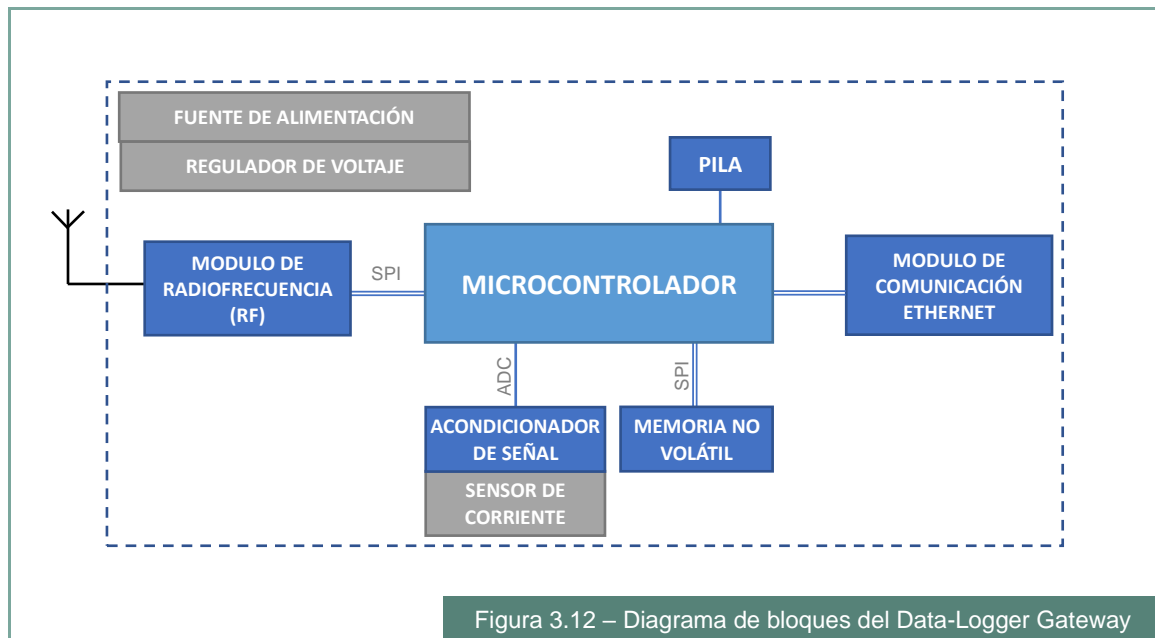 FUENTE DE ALIMENTACIÓN
REGULADOR DE VOLTAJE
PILA
MODULO DE
RADIOFRECUENCIA
(RF)
SPI
MICROCONTROLADOR
MODULO DE
COMUNICACIÓN
ETHERNET
ADC
SPI
ACONDICIONADOR
DE SEÑAL
MEMORIA NO
VOLÁTIL
SENSOR DE
CORRIENTE
Figura 3.12 – Diagrama de bloques del Data-Logger Gateway